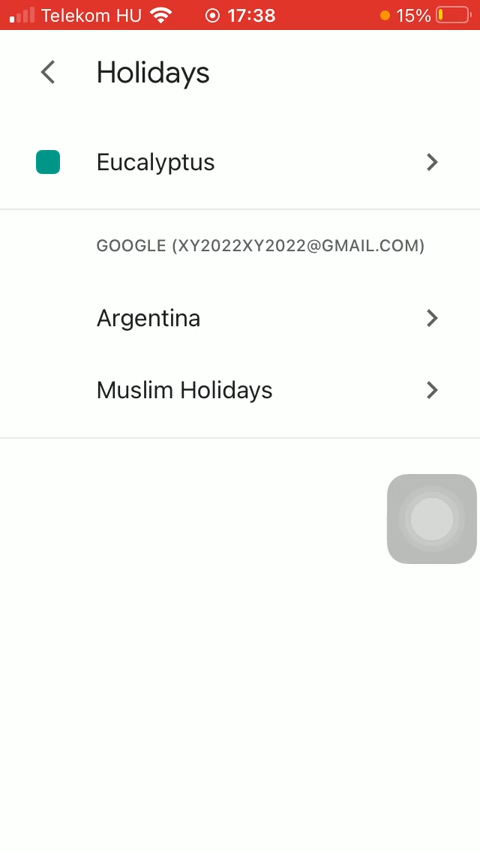 Telekom HU 17:38 15%
Holidays
Eucalyptus
GOOGLE (XY2022XY2022@GMAIL.COM)
Argentina
Muslim Holidays